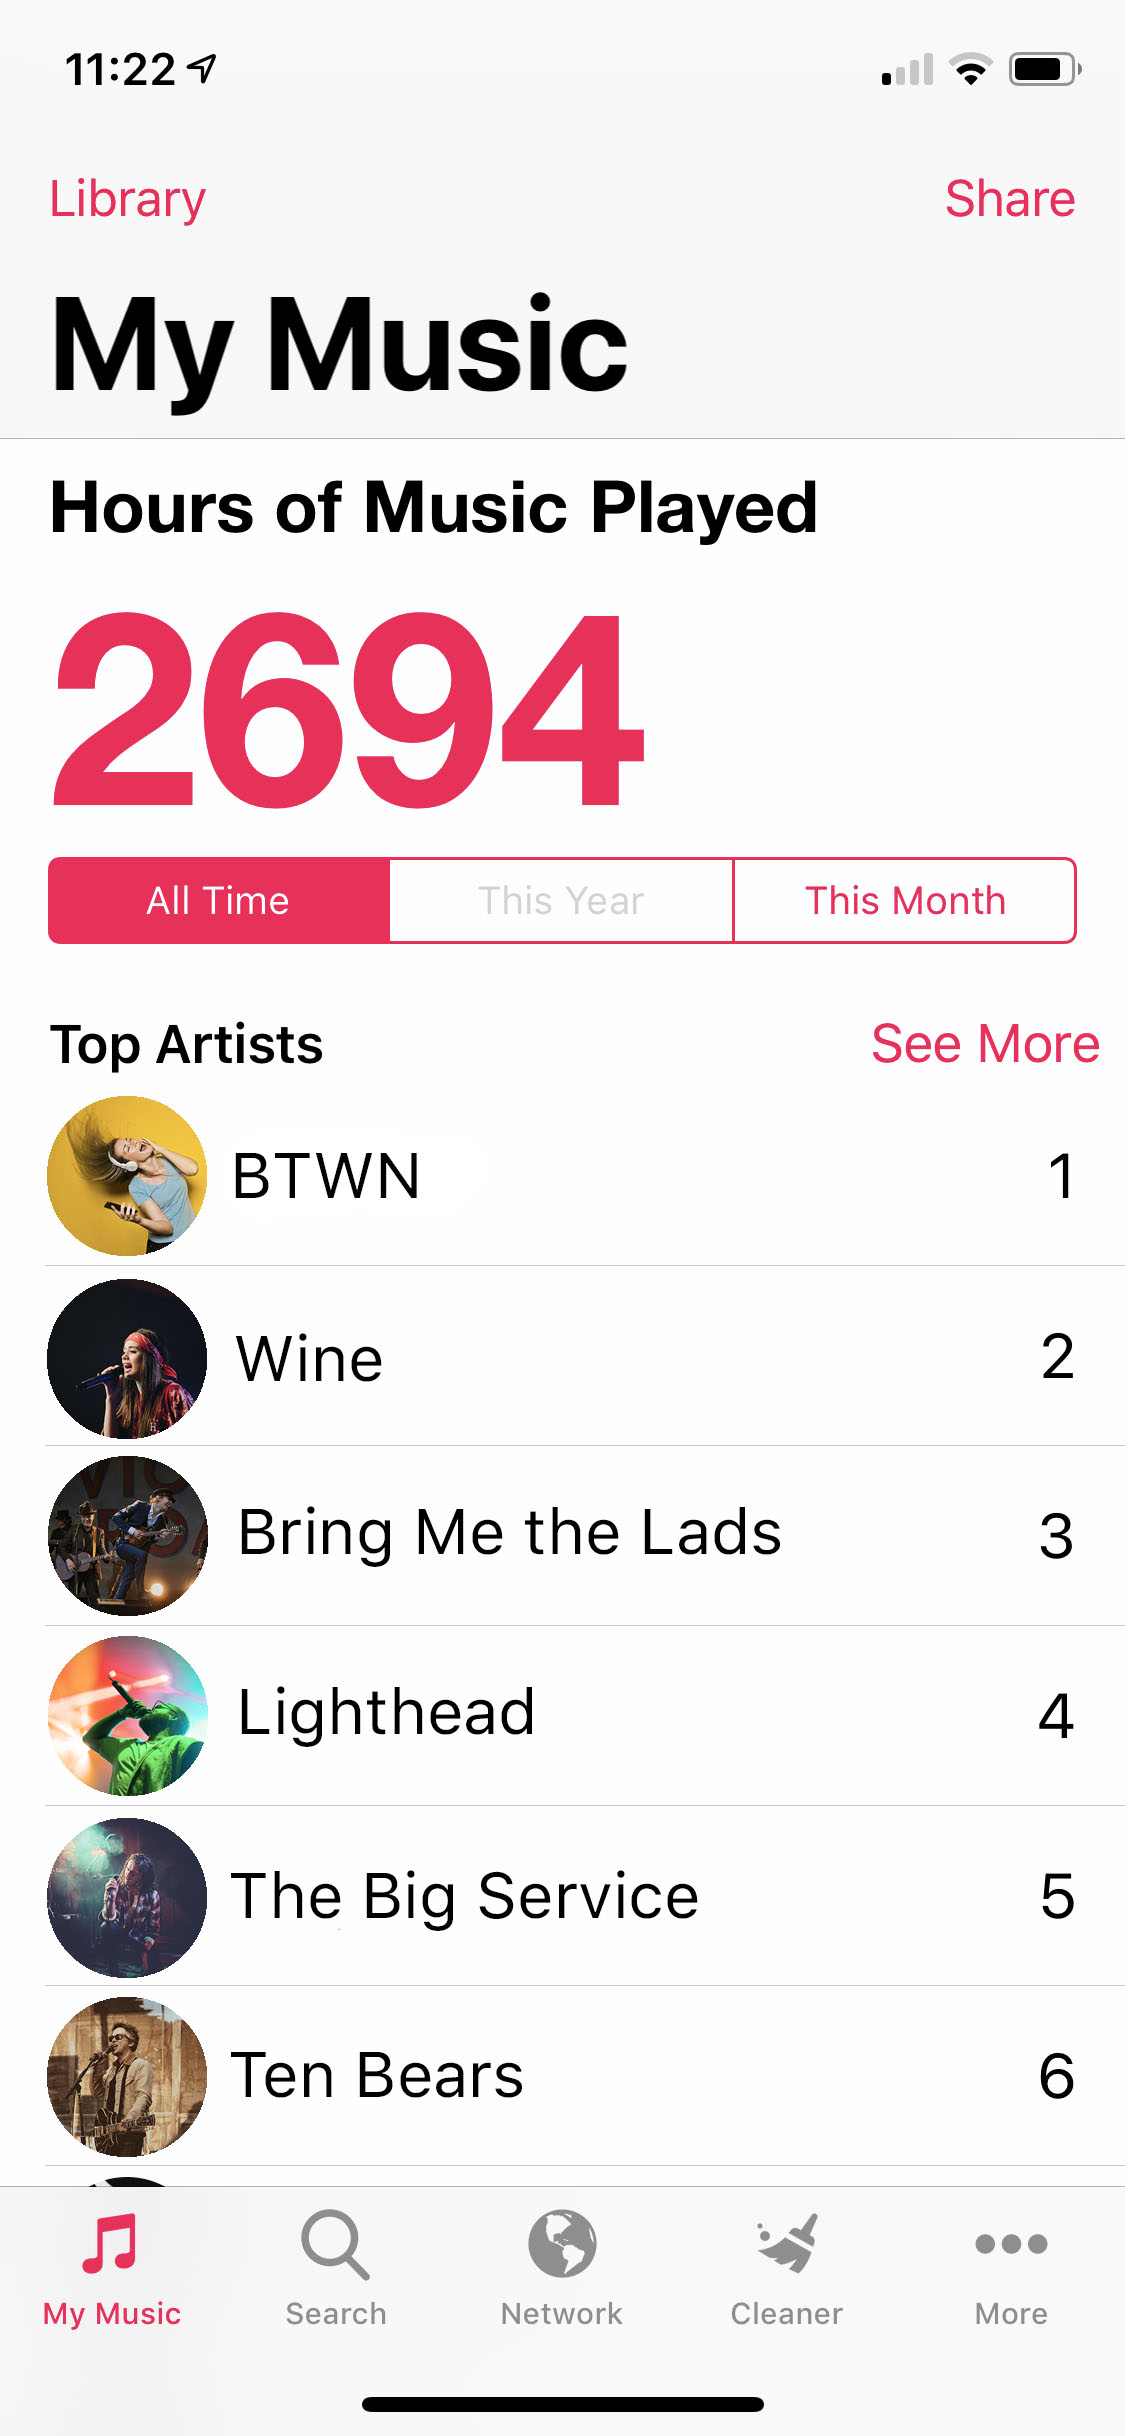 11:22
Library Share
My Music
Hours of Music Played
2694
All Time This Year This Month
Top Artists See More
BTWN 1
Wine 2
Bring Me the Lads 3
Lighthead 4
The Big Service 5
Ten Bears 6
My Music Search Network Cleaner More